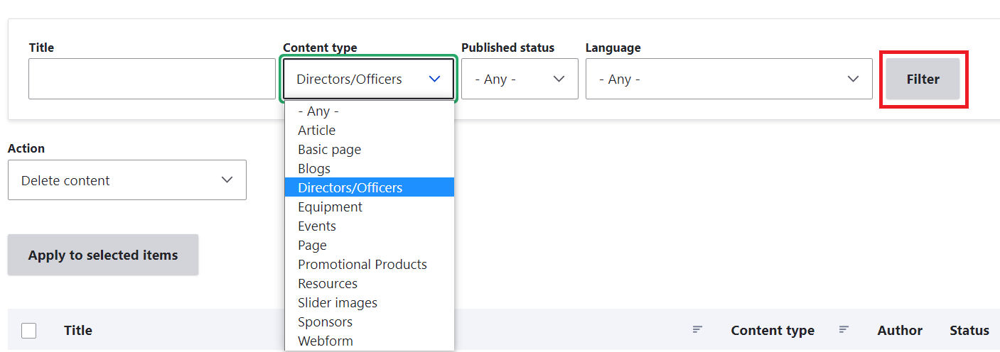 Title Content type Published status Language
Directors/Officers - Any - - Any - Filter
- Any -
Article
Action Basic page
Blogs
Delete content
Directors/Officers
Equipment
Events
Page
Apply to selected items
Promotional Products
Resources
Slider images
Sponsors
Title Content type Author Status
Webform